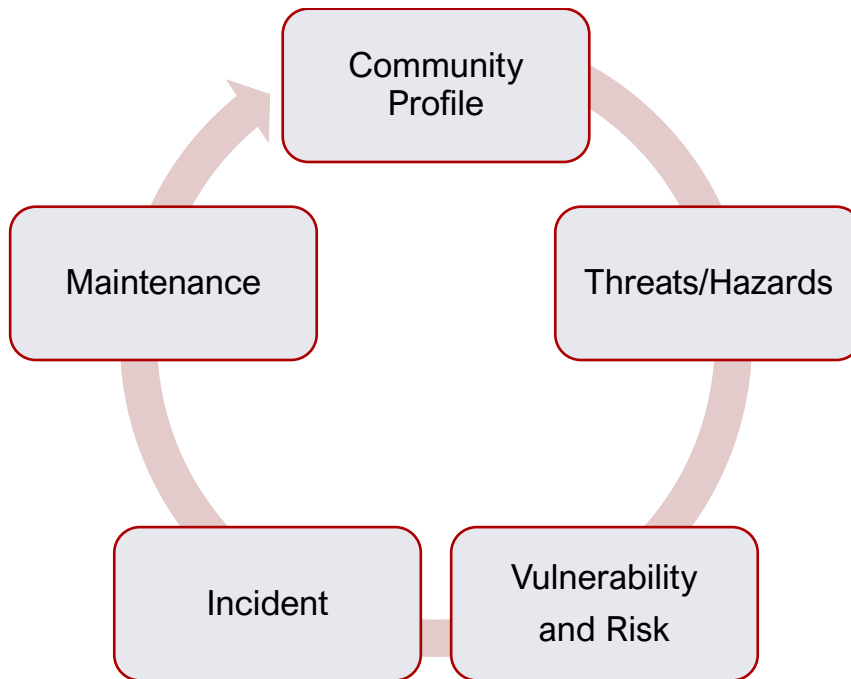 Community
Profile
Threats/Hazards
Vulnerability
and Risk
Incident
Maintenance